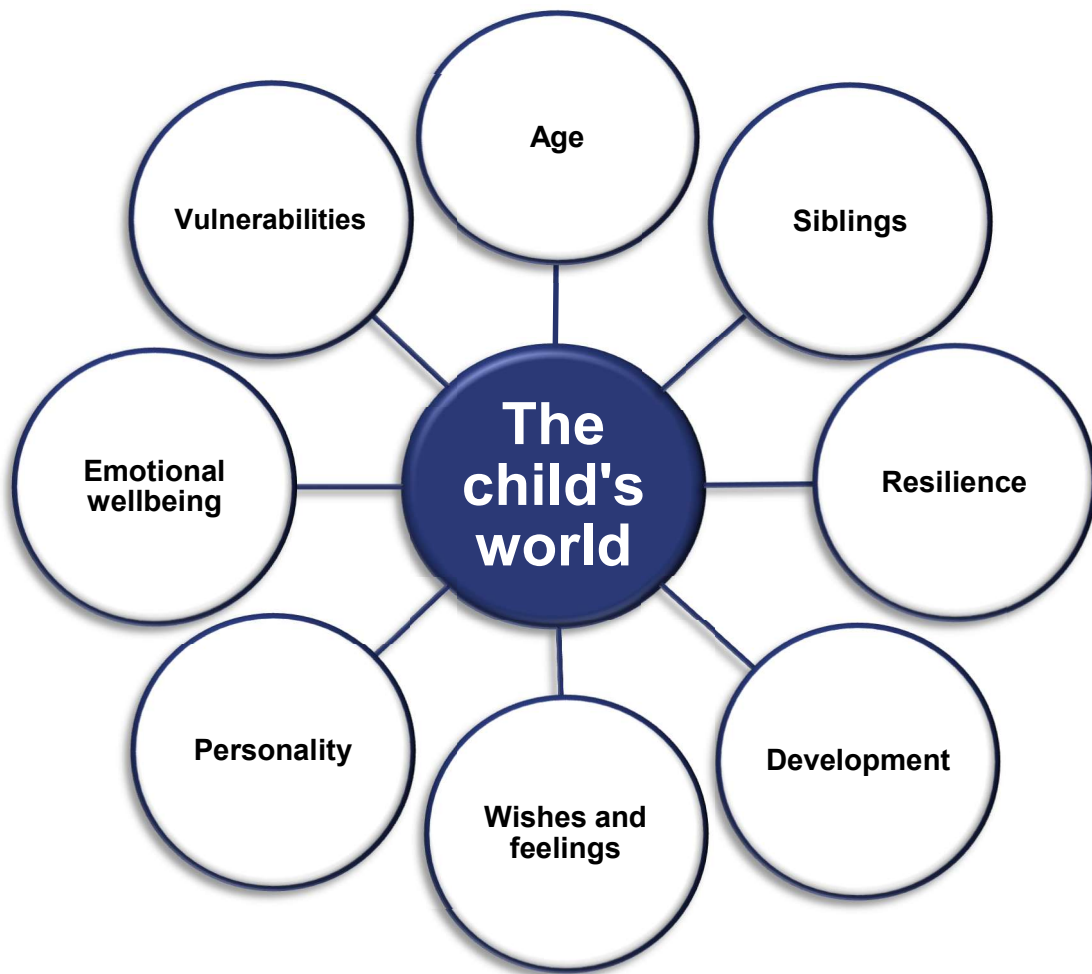 Age
Siblings
Resilience
Development
Wishes and
feelings
Personality
Emotional
wellbeing
Vulnerabilities
The
child's
world